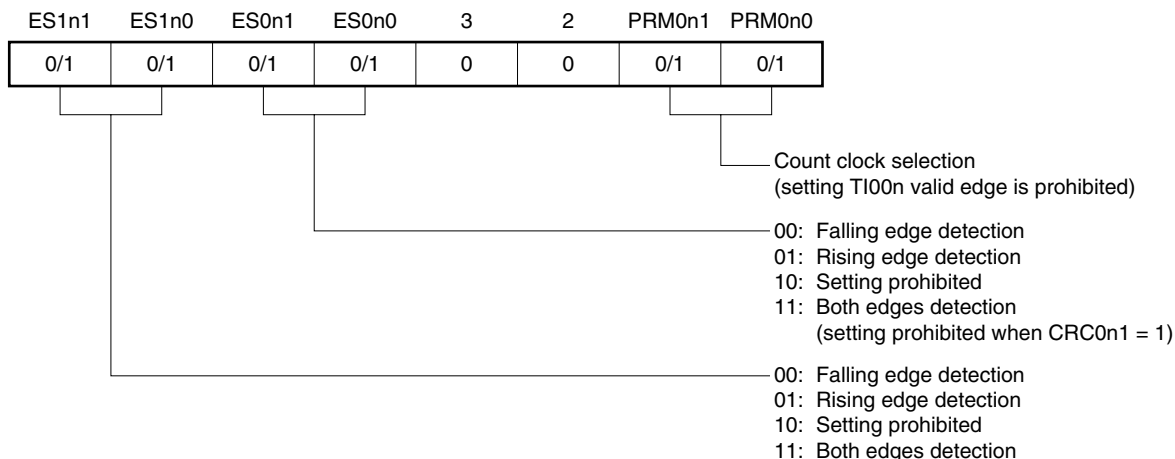 ES1n1 ES1n0 ES0n1 ES0n0 3 2 PRM0n1 PRM0n0
0/1 0/1 0/1 0/1 0 0 0/1 0/1
Count clock selection
(setting TI00n valid edge is prohibited)
00: Falling edge detection
01: Rising edge detection
10: Setting prohibited
11: Both edges detection
(setting prohibited when CRC0n1 = 1)
00: Falling edge detection
01: Rising edge detection
10: Setting prohibited
11: Both edges detection